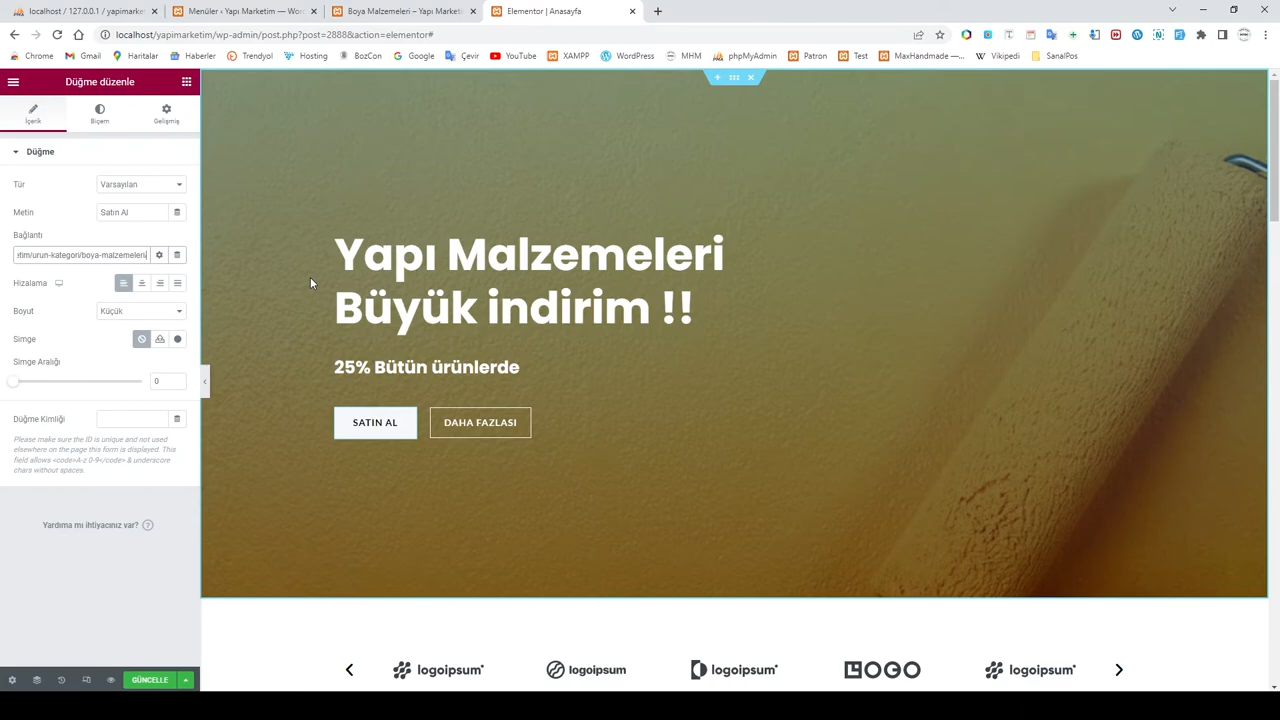 localhost / 127.0.0.1 / yapimarket
Menüler ‹ Yapı Marketim — Wor
Boya Malzemeleri – Yapı Marketi
Elementor | Anasayfa
localhost/yapimarketim/wp-admin/post.php?post=2888&action=elementor#
Chrome
Gmail
Haritalar
Haberler
Trendyol
Hosting
BozCon
Google
Çevir
YouTube
XAMPP
WordPress
MHM
phpMyAdmin
Patron
Test
MaxHandmade —...
Vikipedi
SanalPos
Düğme düzenle
İçerik
Biçem
Gelişmiş
Düğme
Tür
Varsayılan
Metin
Satın Al
Bağlantı
tim/urun-kategori/boya-malzemeleri/
Hizalama
Boyut
Küçük
Simge
Simge Aralığı
0
Düğme Kimliği
Please make sure the ID is unique and not used
elsewhere on the page this form is displayed. This
field allows <code>A-z 0-9</code> & underscore
chars without spaces.
Yardıma mı ihtiyacınız var?
GÜNCELLE
Yapı Malzemeleri
Büyük indirim !!
25% Bütün ürünlerde
SATIN AL
DAHA FAZLASI
logoipsum
logoipsum
logoipsum
LOGO
logoipsum